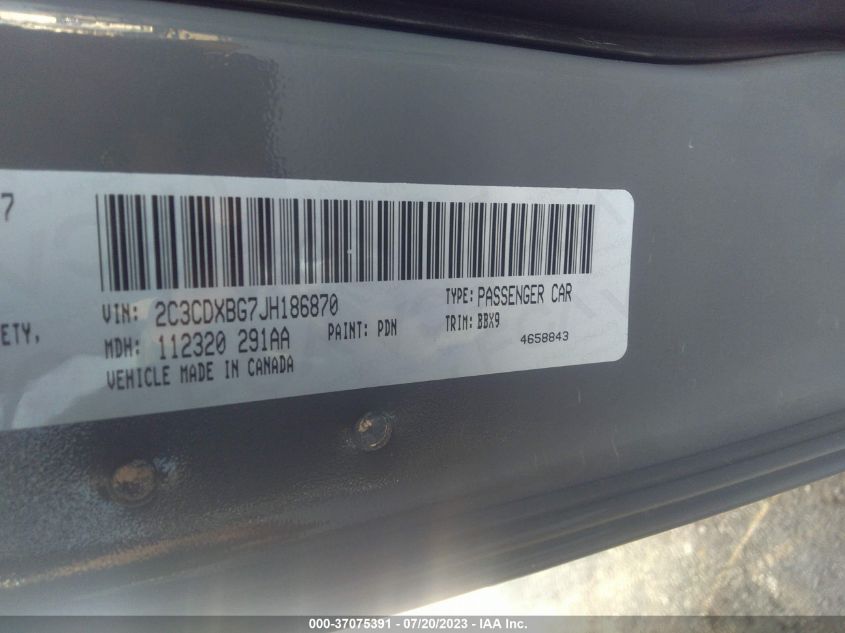 7
ETY,
VIN: 2C3CDXBG7JH186870 TYPE: PASSENGER CAR
MDH: 112320 291AA PAINT: PDN TRIM: BBX9
VEHICLE MADE IN CANADA 4658843
000-37075391 - 07/20/2023 - © IAA Inc.